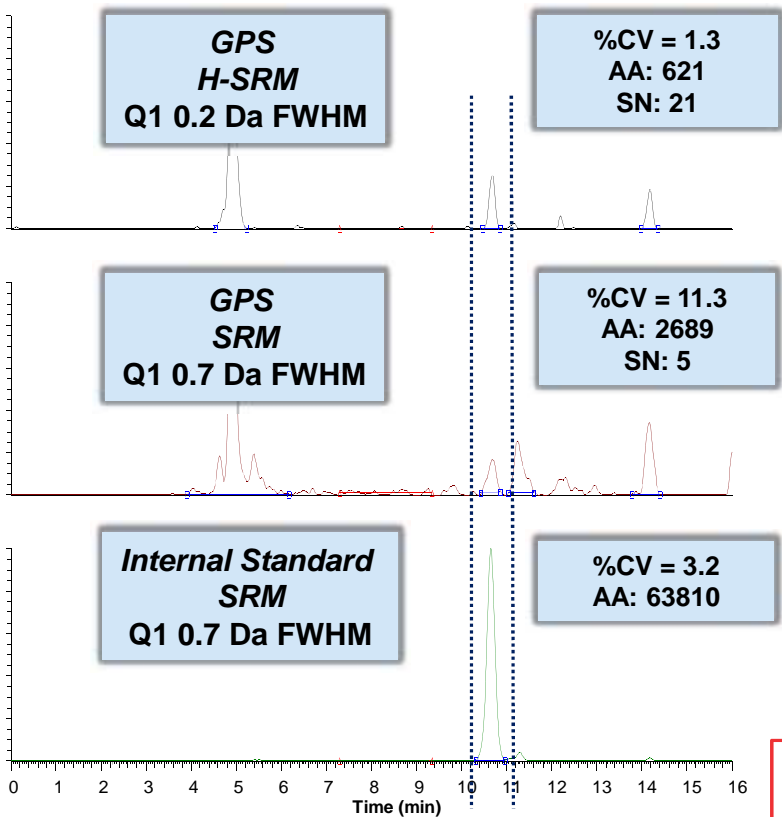 GPS
H-SRM
Q1 0.2 Da FWHM
%CV = 1.3
AA: 621
SN: 21
GPS
SRM
Q1 0.7 Da FWHM
%CV = 11.3
AA: 2689
SN: 5
Internal Standard
SRM
Q1 0.7 Da FWHM
%CV = 3.2
AA: 63810
0 1 2 3 4 5 6 7 8 9 10 11 12 13 14 15 16
Time (min)